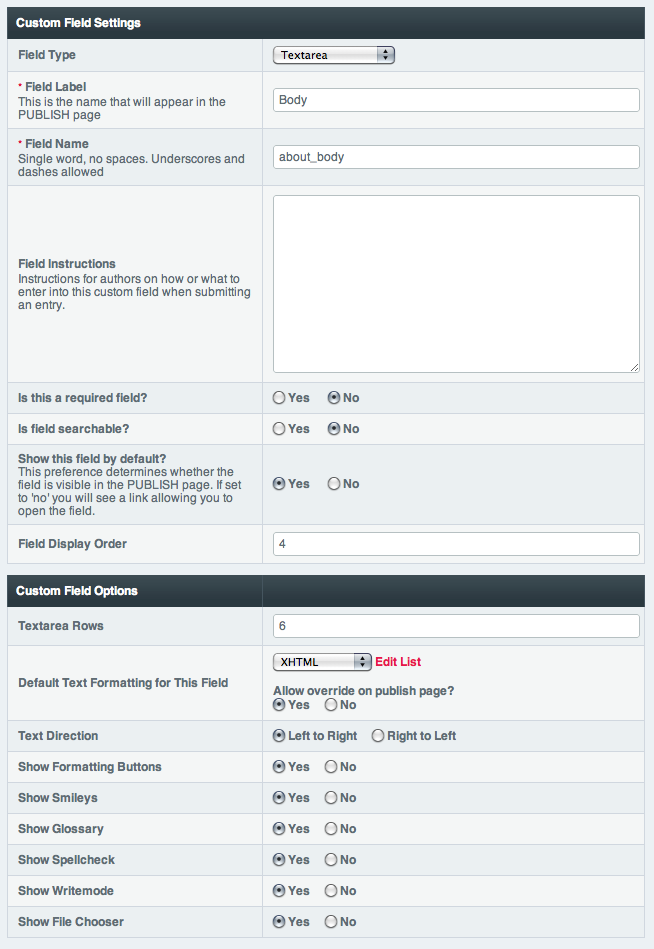 Custom Field Settings
Field Type
Textarea
* Field Label
This is the name that will appear in the
PUBLISH page
Body
* Field Name
Single word, no spaces. Underscores and
dashes allowed
about_body
Field Instructions
Instructions for authors on how or what to
enter into this custom field when submitting
an entry.
Is this a required field?
Yes No
Is field searchable?
Yes No
Show this field by default?
This preference determines whether the
field is visible in the PUBLISH page. If set
to 'no' you will see a link allowing you to
open the field.
Yes No
Field Display Order
4
Custom Field Options
Textarea Rows
6
Default Text Formatting for This Field
XHTML Edit List
Allow override on publish page?
Yes No
Text Direction
Left to Right Right to Left
Show Formatting Buttons
Yes No
Show Smileys
Yes No
Show Glossary
Yes No
Show Spellcheck
Yes No
Show Writemode
Yes No
Show File Chooser
Yes No